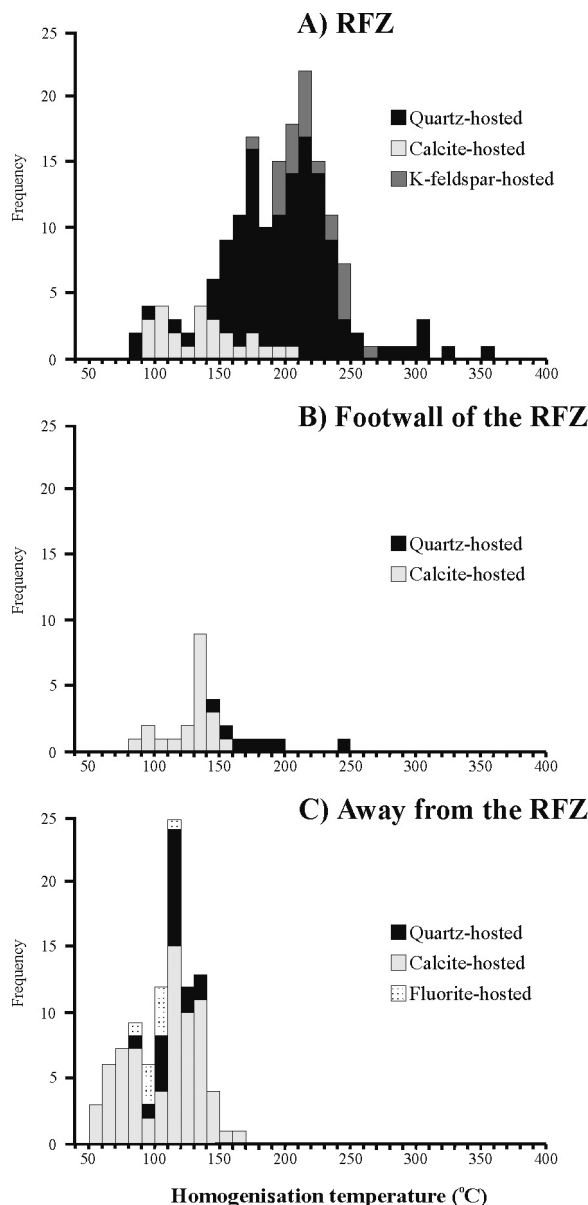 A) RFZ
25
20
15
10
5
0
Frequency
Quartz-hosted
Calcite-hosted
K-feldspar-hosted
50 100 150 200 250 300 350 400
B) Footwall of the RFZ
25
20
15
10
5
0
Frequency
Quartz-hosted
Calcite-hosted
50 100 150 200 250 300 350 400
C) Away from the RFZ
25
20
15
10
5
0
Frequency
Quartz-hosted
Calcite-hosted
Fluorite-hosted
50 100 150 200 250 300 350 400
Homogenisation temperature (°C)